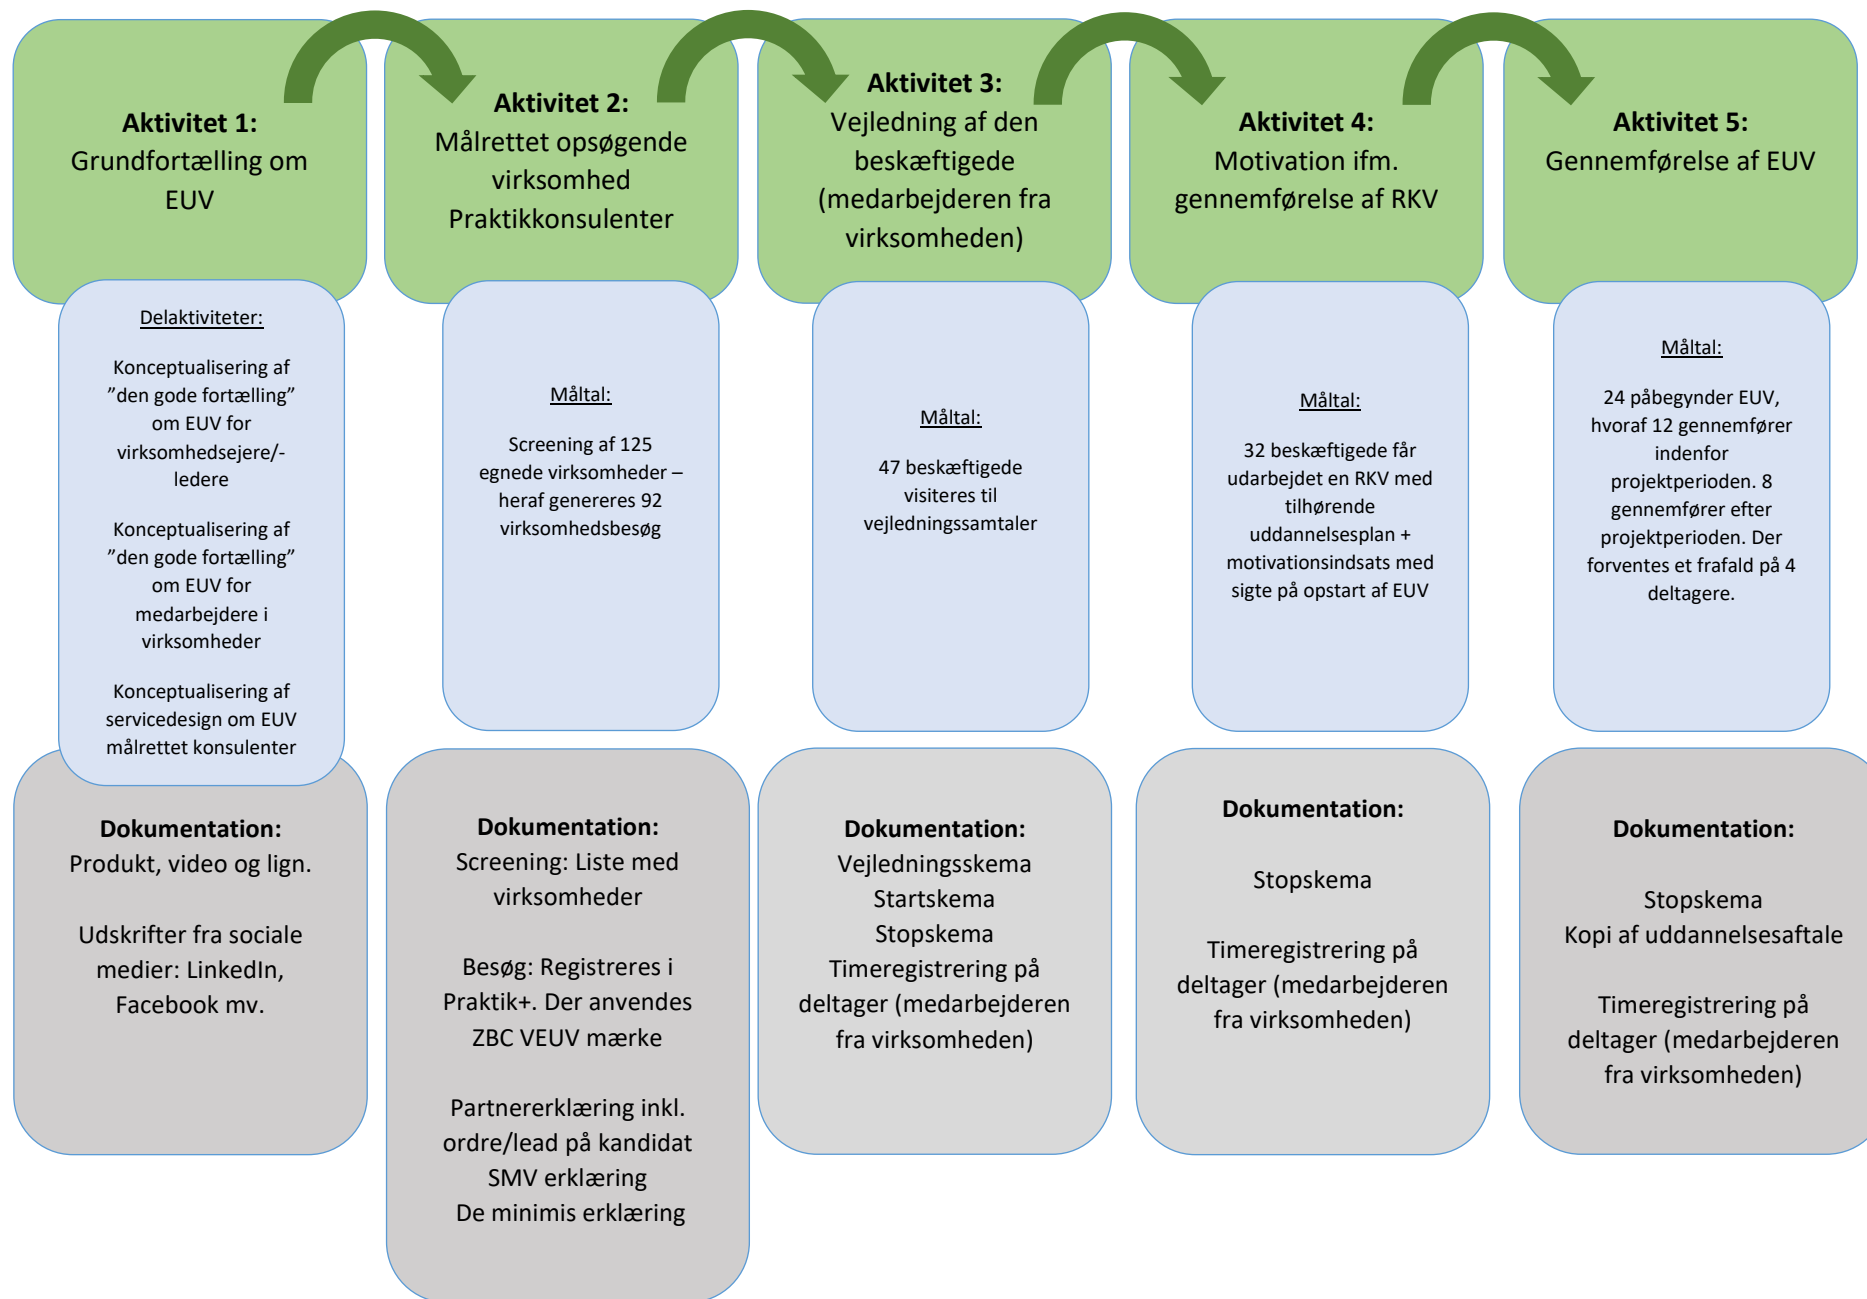 Aktivitet 1:
Grundfortælling om
EUV
Aktivitet 2:
Målrettet opsøgende
virksomhed
Praktikkonsulenter
Aktivitet 3:
Vejledning af den
beskæftigede
(medarbejderen fra
virksomheden)
Aktivitet 4:
Motivation ifm.
gennemførelse af RKV
Aktivitet 5:
Gennemførelse af EUV
Delaktiviteter:
Konceptualisering af
”den gode fortælling”
om EUV for
virksomhedsejere/-
ledere
Konceptualisering af
”den gode fortælling”
om EUV for
medarbejdere i
virksomheder
Konceptualisering af
servicedesign om EUV
målrettet konsulenter
Måltal:
Screening af 125
egnede virksomheder –
heraf genereres 92
virksomhedsbesøg
Måltal:
47 beskæftigede
visiteres til
vejledningssamtaler
Måltal:
32 beskæftigede får
udarbejdet en RKV med
tilhørende
uddannelsesplan +
motivationsindsats med
sigte på opstart af EUV
Måltal:
24 påbegynder EUV,
hvoraf 12 gennemfører
indenfor
projektperioden. 8
gennemfører efter
projektperioden. Der
forventes et frafald på 4
deltagere.
Dokumentation:
Produkt, video og lign.
Udskrifter fra sociale
medier: LinkedIn,
Facebook mv.
Dokumentation:
Screening: Liste med
virksomheder
Besøg: Registreres i
Praktik+. Der anvendes
ZBC VEUV mærke
Partnererklæring inkl.
ordre/lead på kandidat
SMV erklæring
De minimis erklæring
Dokumentation:
Vejledningsskema
Startskema
Stopskema
Timeregistrering på
deltager (medarbejderen
fra virksomheden)
Dokumentation:
Stopskema
Timeregistrering på
deltager (medarbejderen
fra virksomheden)
Dokumentation:
Stopskema
Kopi af uddannelsesaftale
Timeregistrering på
deltager (medarbejderen
fra virksomheden)